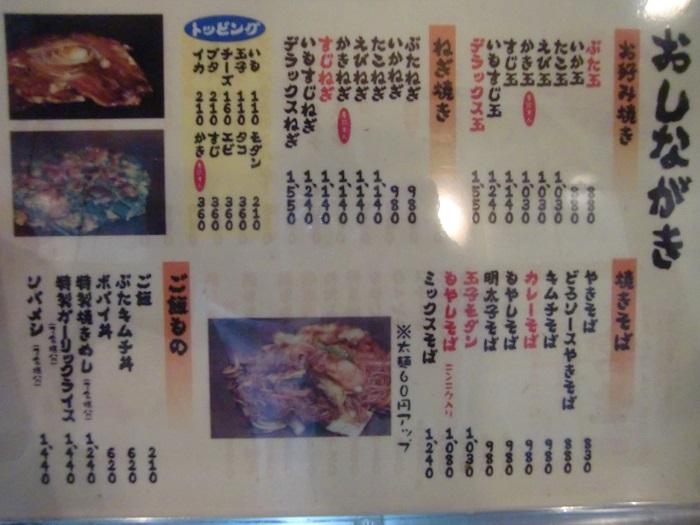 おしながき
お好み焼き
ぶた玉 880
いか玉 880
たこ玉 1,030
えび玉 1,030
かき玉 1,030
すじ玉 1,140
いもすじ玉 1,240
デラックス玉 1,550
ねぎ焼き
ぶたねぎ 980
いかねぎ 980
たこねぎ 1,140
えびねぎ 1,140
かきねぎ 1,140
すじねぎ 1,140
いもすじねぎ 1,240
デラックスねぎ 1,550
トッピング
いも 110 モダン 210
玉子 110 タコ 360
チーズ 160 エビ 360
ブタ 210 すじ 360
イカ 210 かき 360
焼きそば
やきそば 830
どろソースやきそば 880
キムチそば 980
カレーそば 980
もやしそば 980
明太子そば 980
玉子モダン 1,030
もやしそば ニンニク入り 1,080
ミックスそば 1,240
※太麺60円アップ
ご飯もの
ご飯 210
ぶたキムチ丼 620
ポパイ丼 620
特製焼きめし 1,240
特製ガーリックライス 1,440
ソバメシ 1,440